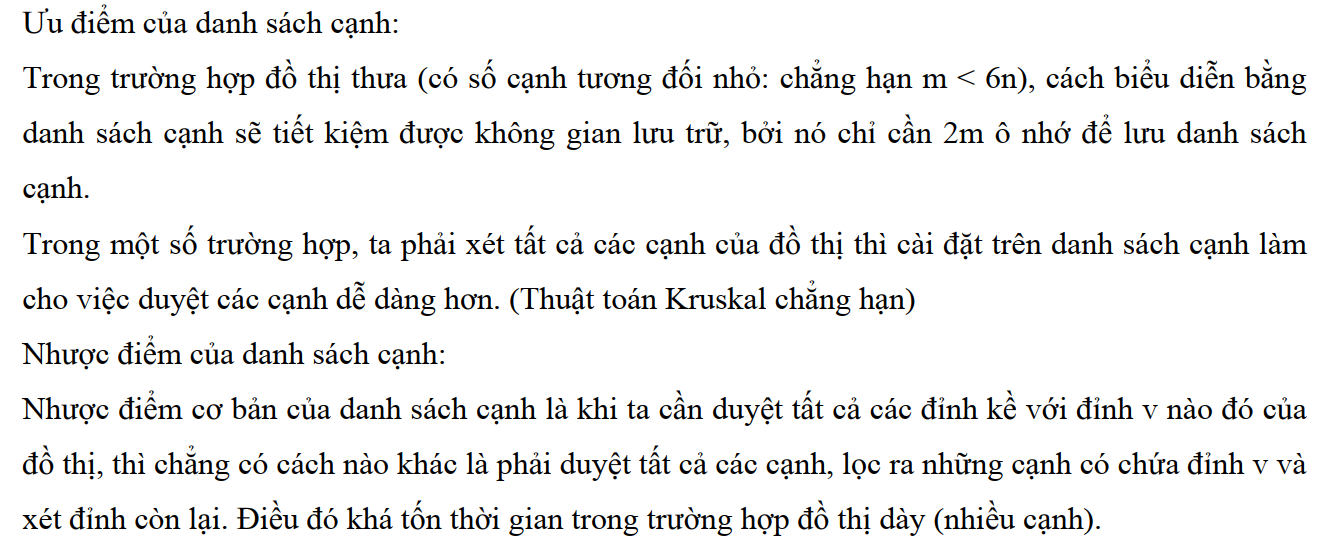 Ưu điểm của danh sách cạnh:
Trong trường hợp đồ thị thưa (có số cạnh tương đối nhỏ: chẳng hạn m < 6n), cách biểu diễn bằng
danh sách cạnh sẽ tiết kiệm được không gian lưu trữ, bởi nó chỉ cần 2m ô nhớ để lưu danh sách
cạnh.
Trong một số trường hợp, ta phải xét tất cả các cạnh của đồ thị thì cài đặt trên danh sách cạnh làm
cho việc duyệt các cạnh dễ dàng hơn. (Thuật toán Kruskal chẳng hạn)
Nhược điểm của danh sách cạnh:
Nhược điểm cơ bản của danh sách cạnh là khi ta cần duyệt tất cả các đỉnh kề với đỉnh v nào đó của
đồ thị, thì chẳng có cách nào khác là phải duyệt tất cả các cạnh, lọc ra những cạnh có chứa đỉnh v và
xét đỉnh còn lại. Điều đó khá tốn thời gian trong trường hợp đồ thị dày (nhiều cạnh).